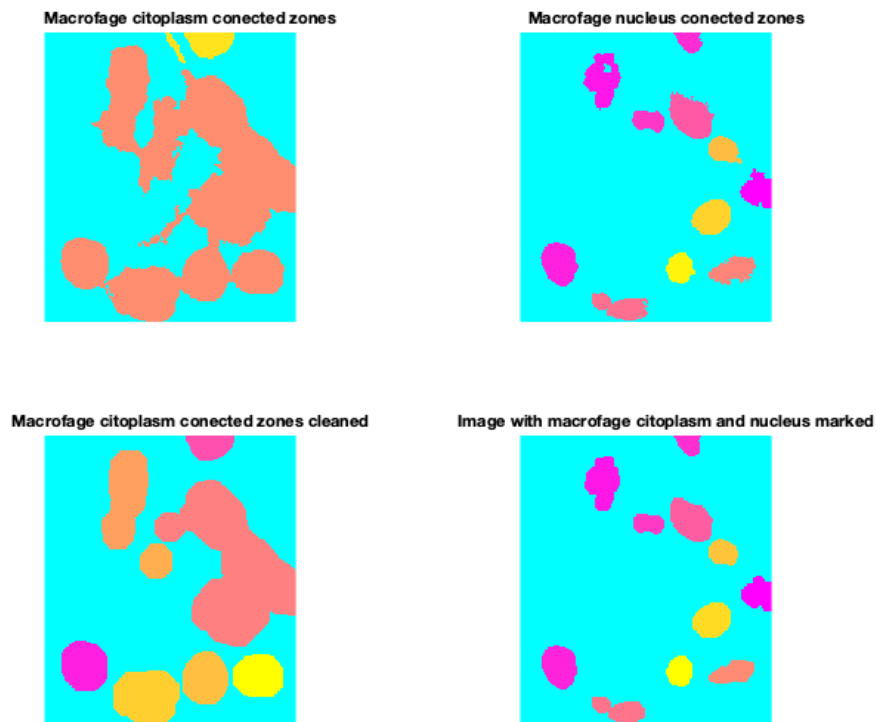 Macrofage citoplasm conected zones
Macrofage nucleus conected zones
Macrofage citoplasm conected zones cleaned
Image with macrofage citoplasm and nucleus marked